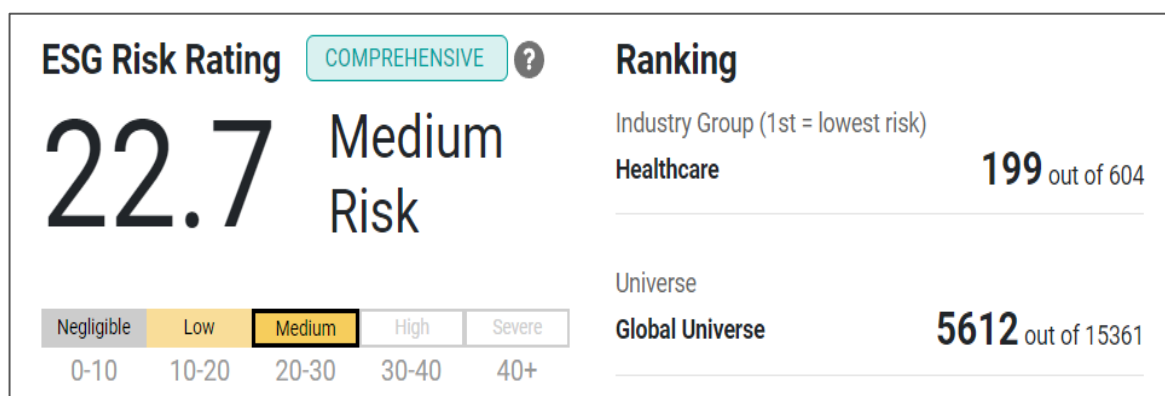 ESG Risk Rating COMPREHENSIVE ?
22.7 Medium
Risk
Negligible Low Medium High Severe
0-10 10-20 20-30 30-40 40+
Ranking
Industry Group (1st = lowest risk)
Healthcare 199 out of 604
Universe
Global Universe 5612 out of 15361